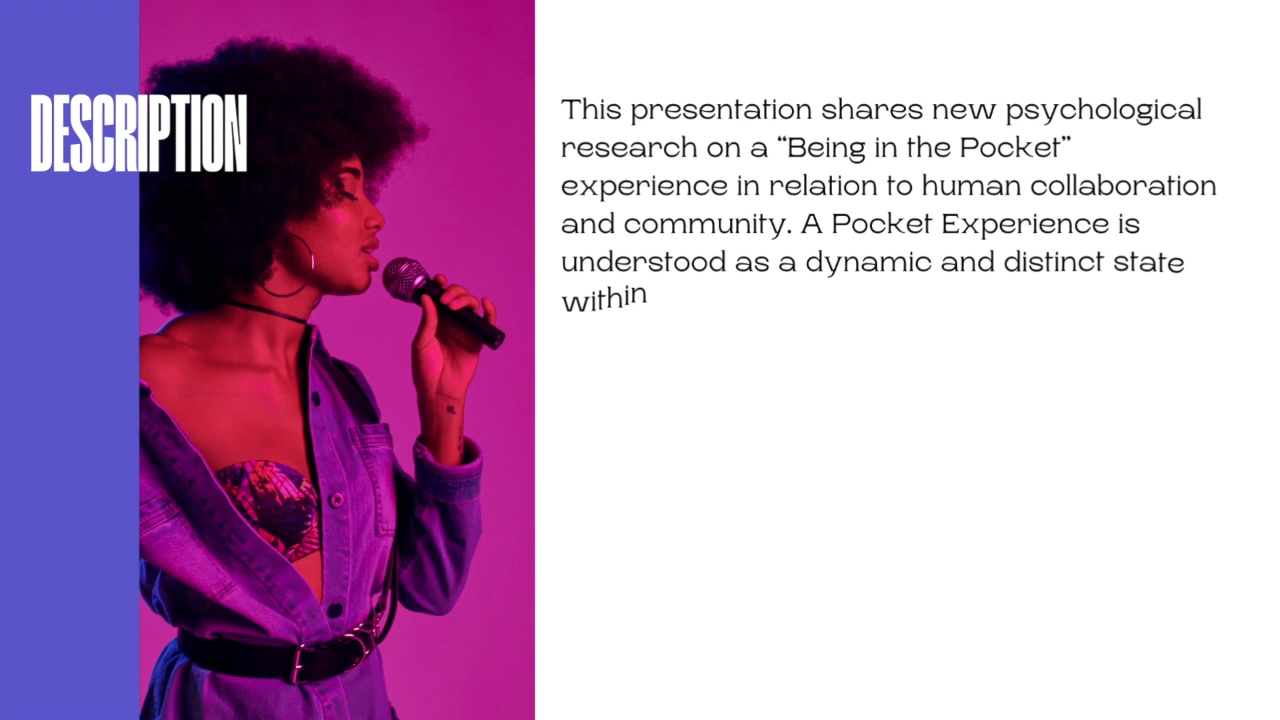 DESCRIPTION
This presentation shares new psychological
research on a “Being in the Pocket”
experience in relation to human collaboration
and community. A Pocket Experience is
understood as a dynamic and distinct state
within